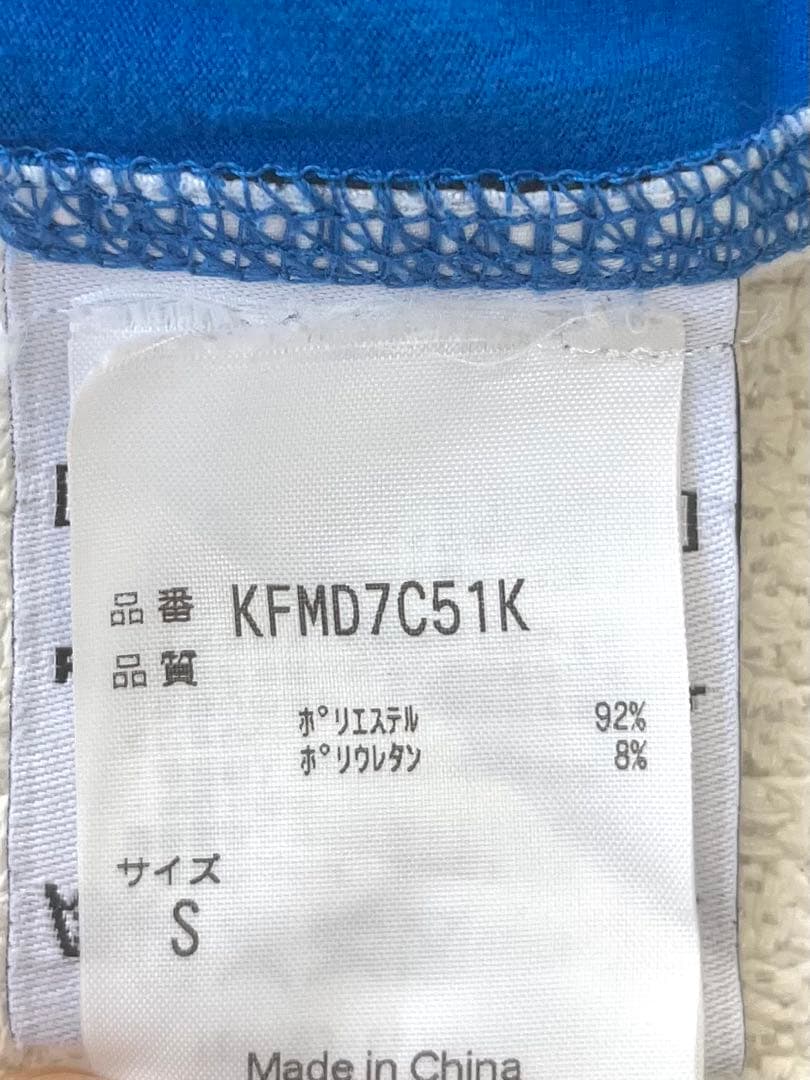 品番 KFMD7C51K
品質
ポリエステル 92%
ポリウレタン 8%
サイズ
S
Made in China